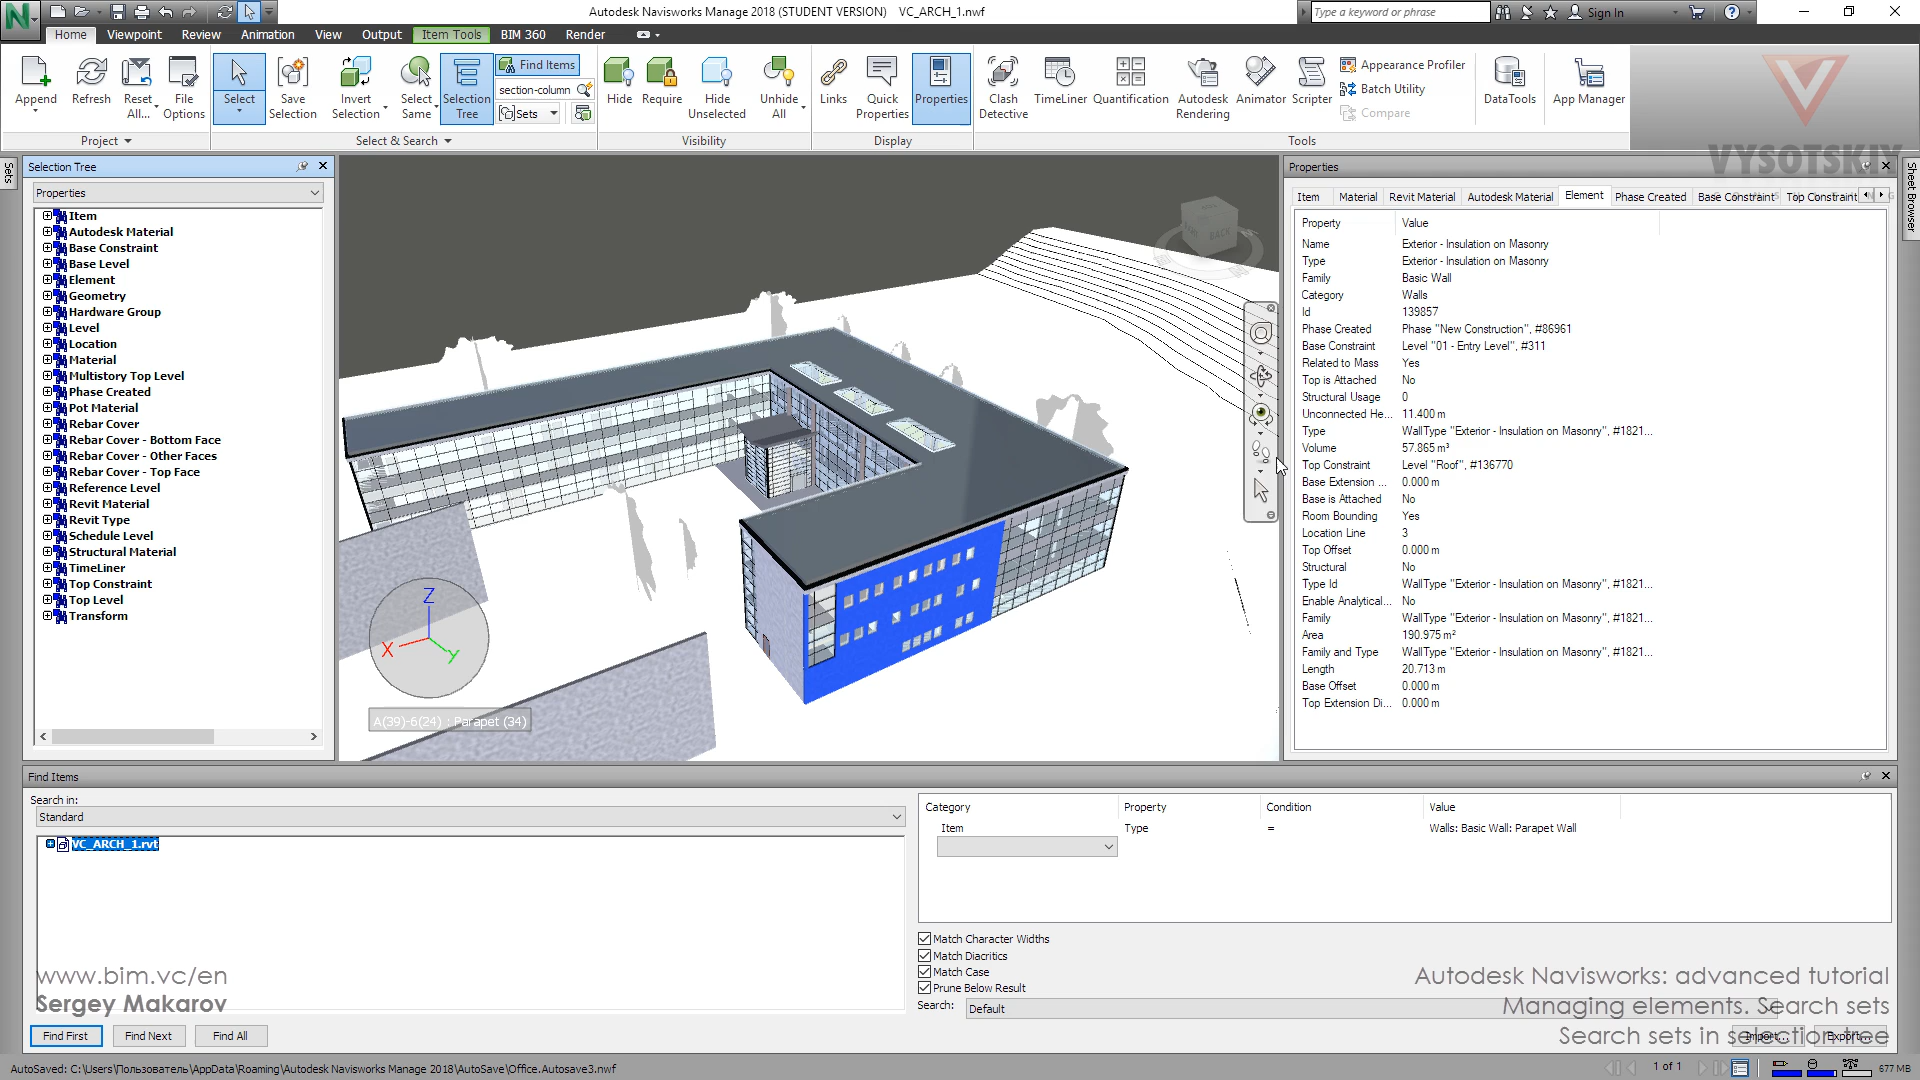 Autodesk Navisworks Manage 2018 (STUDENT VERSION) VC_ARCH_1.nwf
Type a keyword or phrase
Sign In
Home Viewpoint Review Animation View Output Item Tools BIM 360 Render
Append
Refresh
Reset All...
File Options
Select
Save Selection
Invert Selection
Select Same
Selection Tree
Find Items
section-column
Sets
Hide
Require
Hide Unselected
Unhide All
Links
Quick Properties
Properties
Clash Detective
TimeLiner
Quantification
Autodesk Rendering
Animator
Scripter
Appearance Profiler
Batch Utility
Compare
DataTools
App Manager
Project
Select & Search
Visibility
Display
Tools
VYSOTSKIY
Sets
Selection Tree
Properties
Item
Autodesk Material
Base Constraint
Base Level
Element
Geometry
Hardware Group
Level
Location
Material
Multistory Top Level
Phase Created
Pot Material
Rebar Cover
Rebar Cover - Bottom Face
Rebar Cover - Other Faces
Rebar Cover - Top Face
Reference Level
Revit Material
Revit Type
Schedule Level
Structural Material
TimeLiner
Top Constraint
Top Level
Transform
BACK
Z
X
Y
A(39)-6(24) : Parapet (34)
Properties
Sheet Browser
Item Material Revit Material Autodesk Material Element Phase Created Base Constraint Top Constraint
Property Value
Name Exterior - Insulation on Masonry
Type Exterior - Insulation on Masonry
Family Basic Wall
Category Walls
Id 139857
Phase Created Phase "New Construction", #86961
Base Constraint Level "01 - Entry Level", #311
Related to Mass Yes
Top is Attached No
Structural Usage 0
Unconnected He... 11.400 m
Type WallType "Exterior - Insulation on Masonry", #1821...
Volume 57.865 m³
Top Constraint Level "Roof", #136770
Base Extension ... 0.000 m
Base is Attached No
Room Bounding Yes
Location Line 3
Top Offset 0.000 m
Structural No
Type Id WallType "Exterior - Insulation on Masonry", #1821...
Enable Analytical... No
Family WallType "Exterior - Insulation on Masonry", #1821...
Area 190.975 m²
Family and Type WallType "Exterior - Insulation on Masonry", #1821...
Length 20.713 m
Base Offset 0.000 m
Top Extension Di... 0.000 m
Find Items
Search in:
Standard
VC_ARCH_1.rvt
Category Property Condition Value
Item Type = Walls: Basic Wall: Parapet Wall
Match Character Widths
Match Diacritics
Match Case
Prune Below Result
Search: Default
Find First Find Next Find All
Import... Export...
www.bim.vc/en
Sergey Makarov
Autodesk Navisworks: advanced tutorial
Managing elements. Search sets
Search sets in selection tree
AutoSaved: C:\Users\Пользователь\AppData\Roaming\Autodesk Navisworks Manage 2018\AutoSave\Office.Autosave3.nwf
1 of 1
677 MB